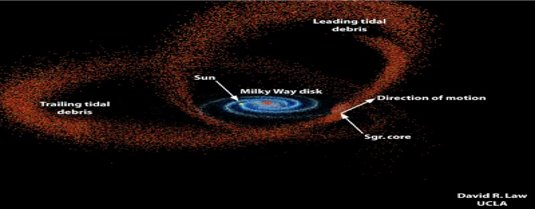 Leading tidal
debris
Sun
Milky Way disk
Trailing tidal
debris
Direction of motion
Sgr. core
David R. Law
UCLA